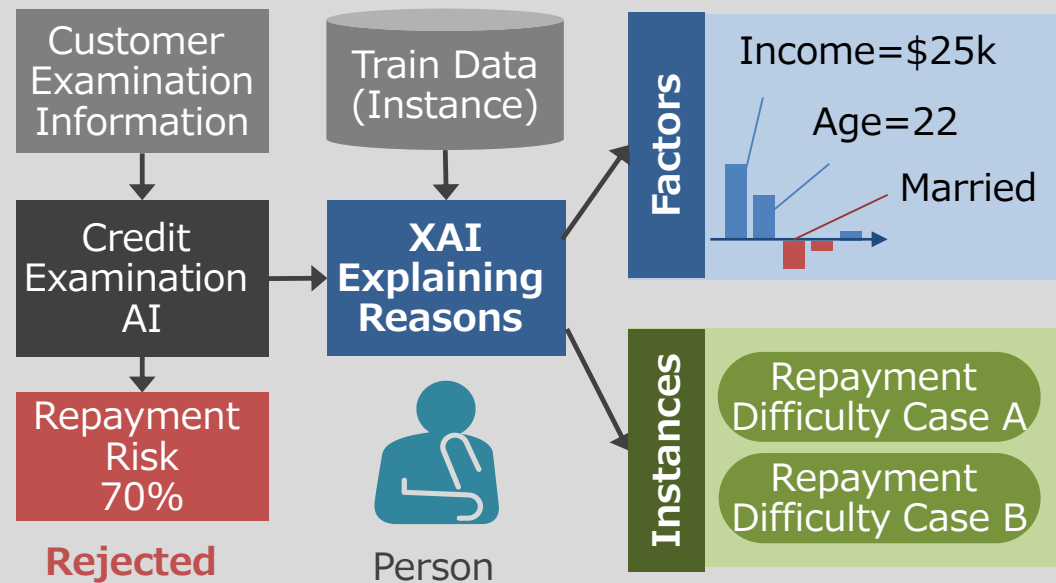 Customer
Examination
Information
Train Data
(Instance)
Credit
Examination
AI
XAI
Explaining
Reasons
Repayment
Risk
70%
Rejected
Person
Factors
Income=$25k
Age=22
Married
Instances
Repayment
Difficulty Case A
Repayment
Difficulty Case B